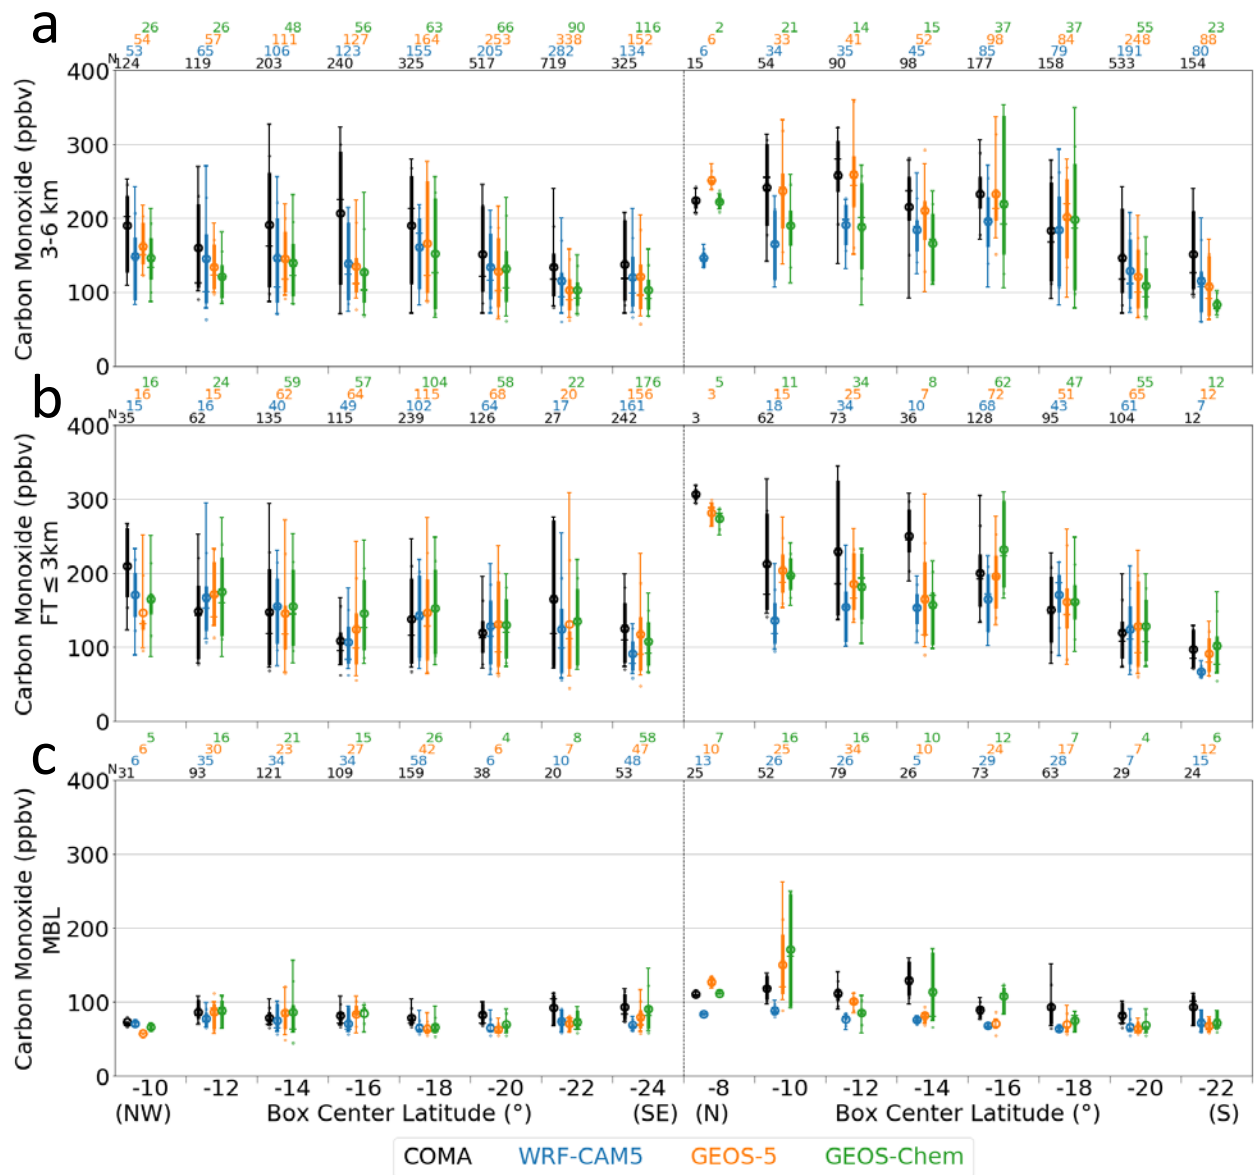 a
26 26 48 56 63 66 90 116 2 21 14 15 37 37 55 23
54 57 111 127 164 253 338 152 6 33 41 52 98 84 248 88
53 65 106 123 155 205 282 134 6 34 35 45 85 79 191 80
N 124 119 203 240 325 517 719 325 15 54 90 98 177 158 533 154
Carbon Monoxide (ppbv)
3-6 km
400
300
200
100
0
b
16 24 59 57 104 58 22 176 5 11 34 8 62 47 55 12
16 15 62 64 115 68 20 156 3 15 25 7 72 51 65 12
15 16 40 49 102 64 17 161 18 34 10 68 43 61 7
N 35 62 135 115 239 126 27 242 3 62 73 36 128 95 104 12
Carbon Monoxide (ppbv)
FT ≤ 3km
400
300
200
100
0
c
5 16 21 15 26 4 8 58 7 16 16 10 12 7 4 6
6 30 23 27 42 6 7 47 10 25 34 10 24 17 7 12
6 35 34 34 58 6 10 48 13 26 26 5 29 28 7 15
N 31 93 121 109 159 38 20 53 25 52 79 26 73 63 29 24
Carbon Monoxide (ppbv)
MBL
400
300
200
100
0
-10 -12 -14 -16 -18 -20 -22 -24 -8 -10 -12 -14 -16 -18 -20 -22
(NW) Box Center Latitude (°) (SE) (N) Box Center Latitude (°) (S)
COMA WRF-CAM5 GEOS-5 GEOS-Chem